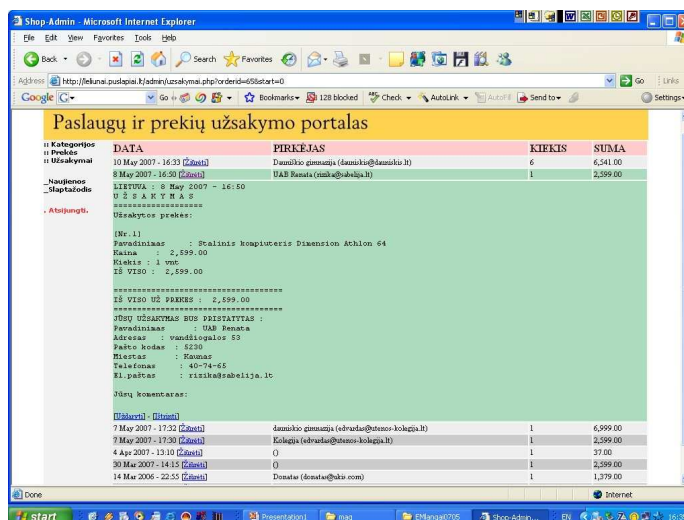 Shop-Admin - Microsoft Internet Explorer
File Edit View Favorites Tools Help
Back Search Favorites
Address http://leliunai.puslapiai.lt/admin/uzsakymai.php?orderid=65&start=0 Go Links
Google G Go Bookmarks 128 blocked Check AutoLink AutoFill Send to Settings
Paslaugų ir prekių užsakymo portalas
:: Kategorijos
:: Prekės
:: Užsakymai
_Naujienos
_Slaptažodis
. Atsijungti.
DATA PIRKĖJAS KIEKIS SUMA
10 May 2007 - 16:33 [Žiūrėti] Dauniškio gimnazija (dauniskis@dauniskis.lt) 6 6,541.00
8 May 2007 - 16:50 [Žiūrėti] UAB Renata (rizika@sabelija.lt) 1 2,599.00
LIETUVA : 8 May 2007 - 16:50
U Ž S A K Y M A S
==================
Užsakytos prekės:
[Nr.1]
Pavadinimas : Stalinis kompiuteris Dimension Athlon 64
Kaina : 2,599.00
Kiekis : 1 vnt
IŠ VISO : 2,599.00
===================================
IŠ VISO UŽ PREKES : 2,599.00
===================================
JŪSŲ UŽSAKYMAS BUS PRISTATYTAS :
Pavadinimas : UAB Renata
Adresas : vandžiogalos 53
Pašto kodas : 5230
Miestas : Kaunas
Telefonas : 40-74-65
El.paštas : rizika@sabelija.lt
Jūsų komentaras:
[Uždaryti] - [Ištrinti]
7 May 2007 - 17:32 [Žiūrėti] dauniskio gimnazija (edvardas@utenos-kolegija.lt) 1 6,999.00
7 May 2007 - 17:30 [Žiūrėti] Kolegija (edvardas@utenos-kolegija.lt) 1 2,599.00
4 Apr 2007 - 13:10 [Žiūrėti] () 1 37.00
30 Mar 2007 - 14:15 [Žiūrėti] () 1 2,599.00
14 Mar 2006 - 22:55 [Žiūrėti] Donatas (donatas@ukis.com) 1 1,379.00
Done Internet
start Presentation1 mag EMlangai0705 Shop-Admin... EN